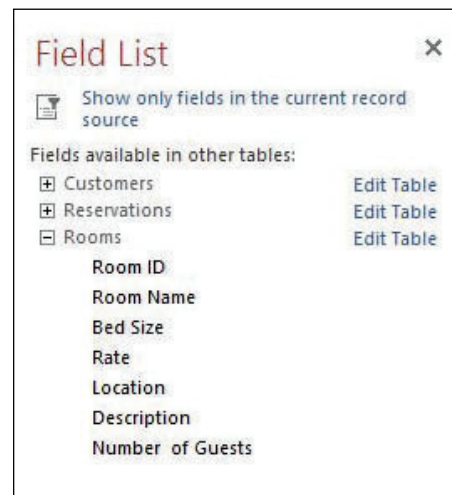 Field List
Show only fields in the current record
source
Fields available in other tables:
Customers Edit Table
Reservations Edit Table
Rooms Edit Table
Room ID
Room Name
Bed Size
Rate
Location
Description
Number of Guests